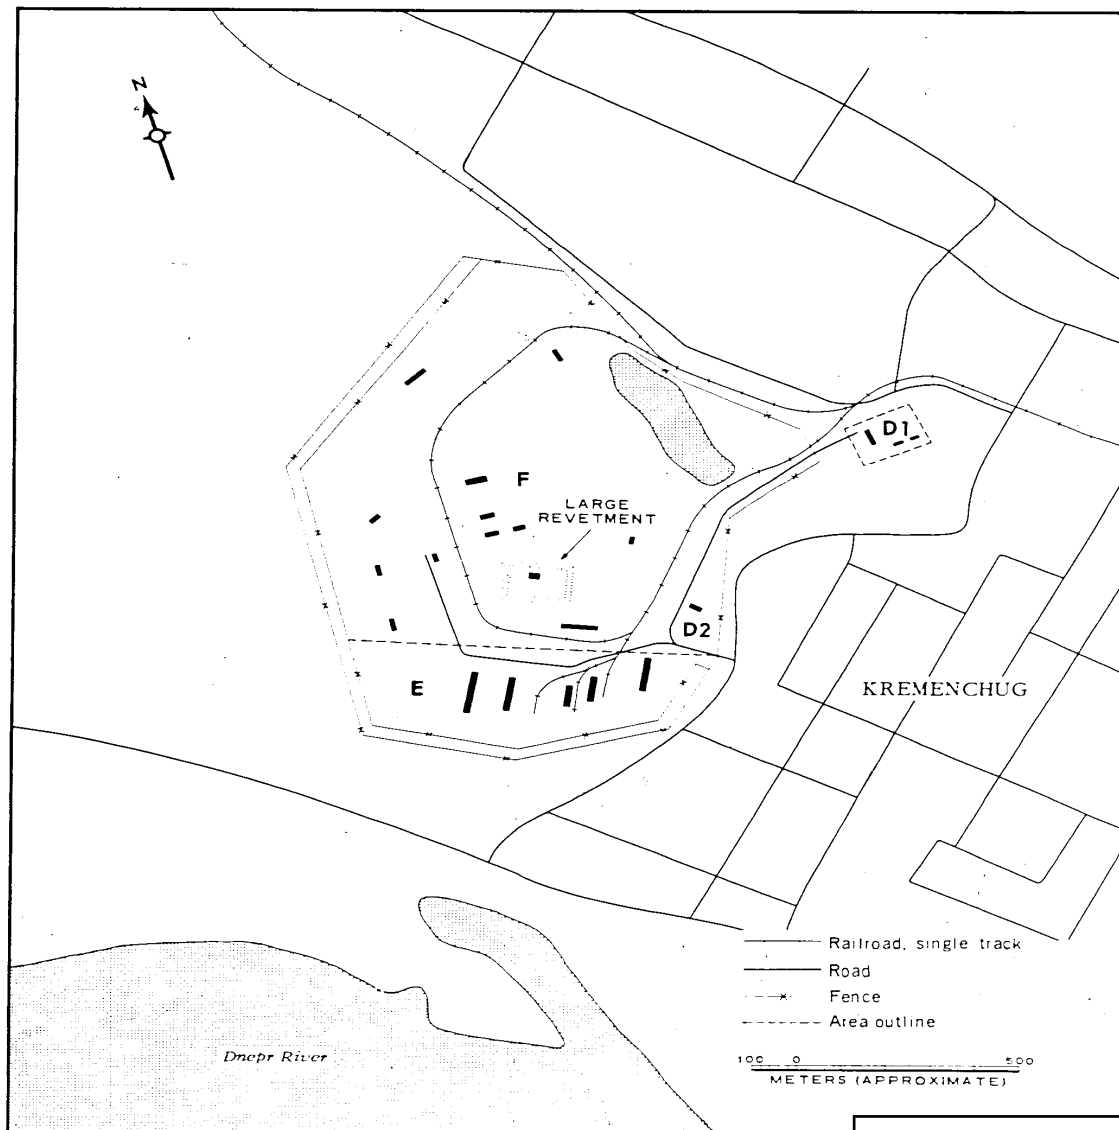 N
D1
F
LARGE
REVETMENT
D2
E
KREMENCHUG
Railroad, single track
Road
Fence
Area outline
Dnepr River
100 0 500
METERS (APPROXIMATE)